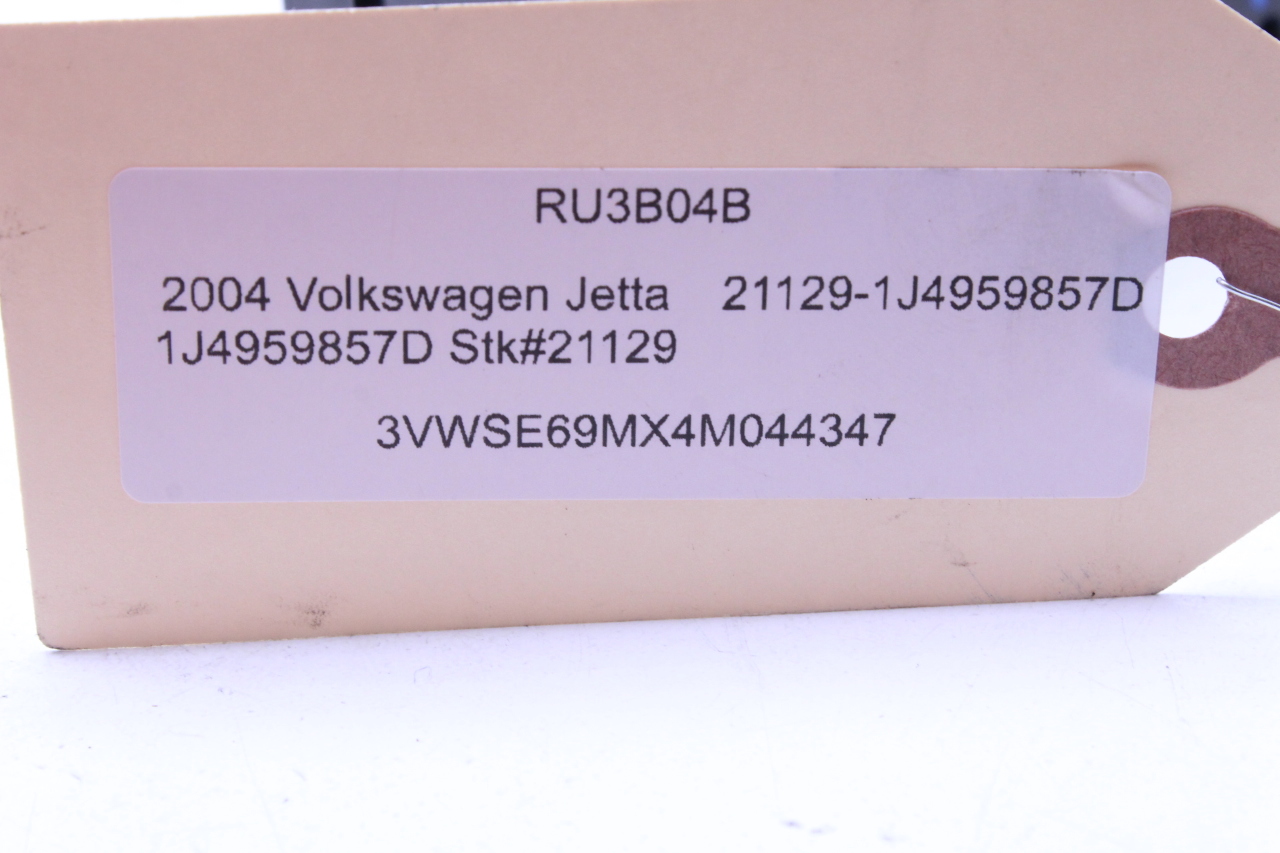 RU3B04B
2004 Volkswagen Jetta 21129-1J4959857D
1J4959857D Stk#21129
3VWSE69MX4M044347